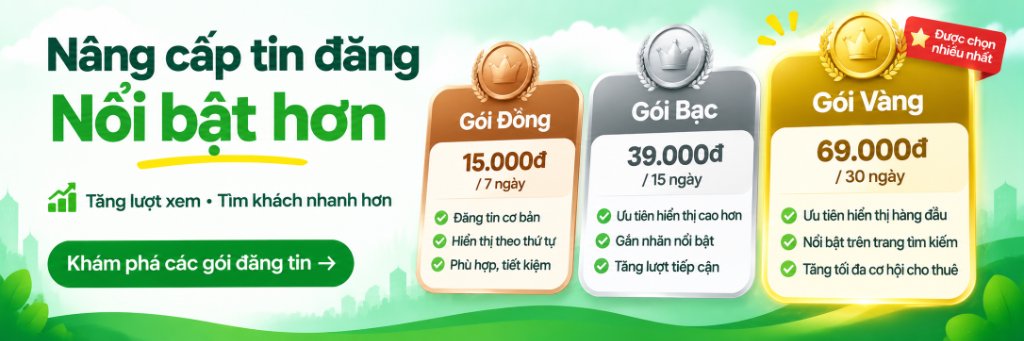 Nâng cấp tin đăng
Nổi bật hơn
Tăng lượt xem • Tìm khách nhanh hơn
Khám phá các gói đăng tin →
Gói Đồng
15.000đ
/ 7 ngày
Đăng tin cơ bản
Hiển thị theo thứ tự
Phù hợp, tiết kiệm
Gói Bạc
39.000đ
/ 15 ngày
Ưu tiên hiển thị cao hơn
Gắn nhãn nổi bật
Tăng lượt tiếp cận
Được chọn
nhiều nhất
Gói Vàng
69.000đ
/ 30 ngày
Ưu tiên hiển thị hàng đầu
Nổi bật trên trang tìm kiếm
Tăng tối đa cơ hội cho thuê